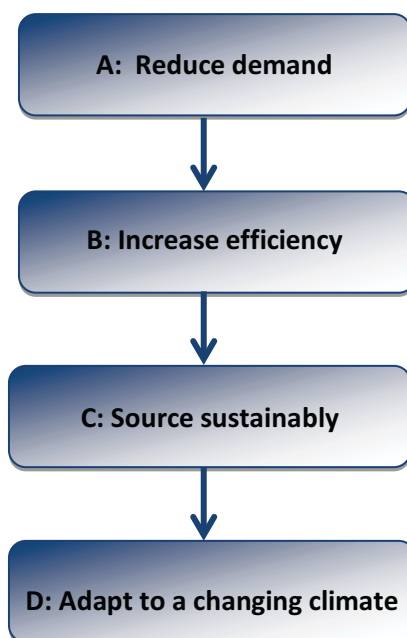 A: Reduce demand
B: Increase efficiency
C: Source sustainably
D: Adapt to a changing climate